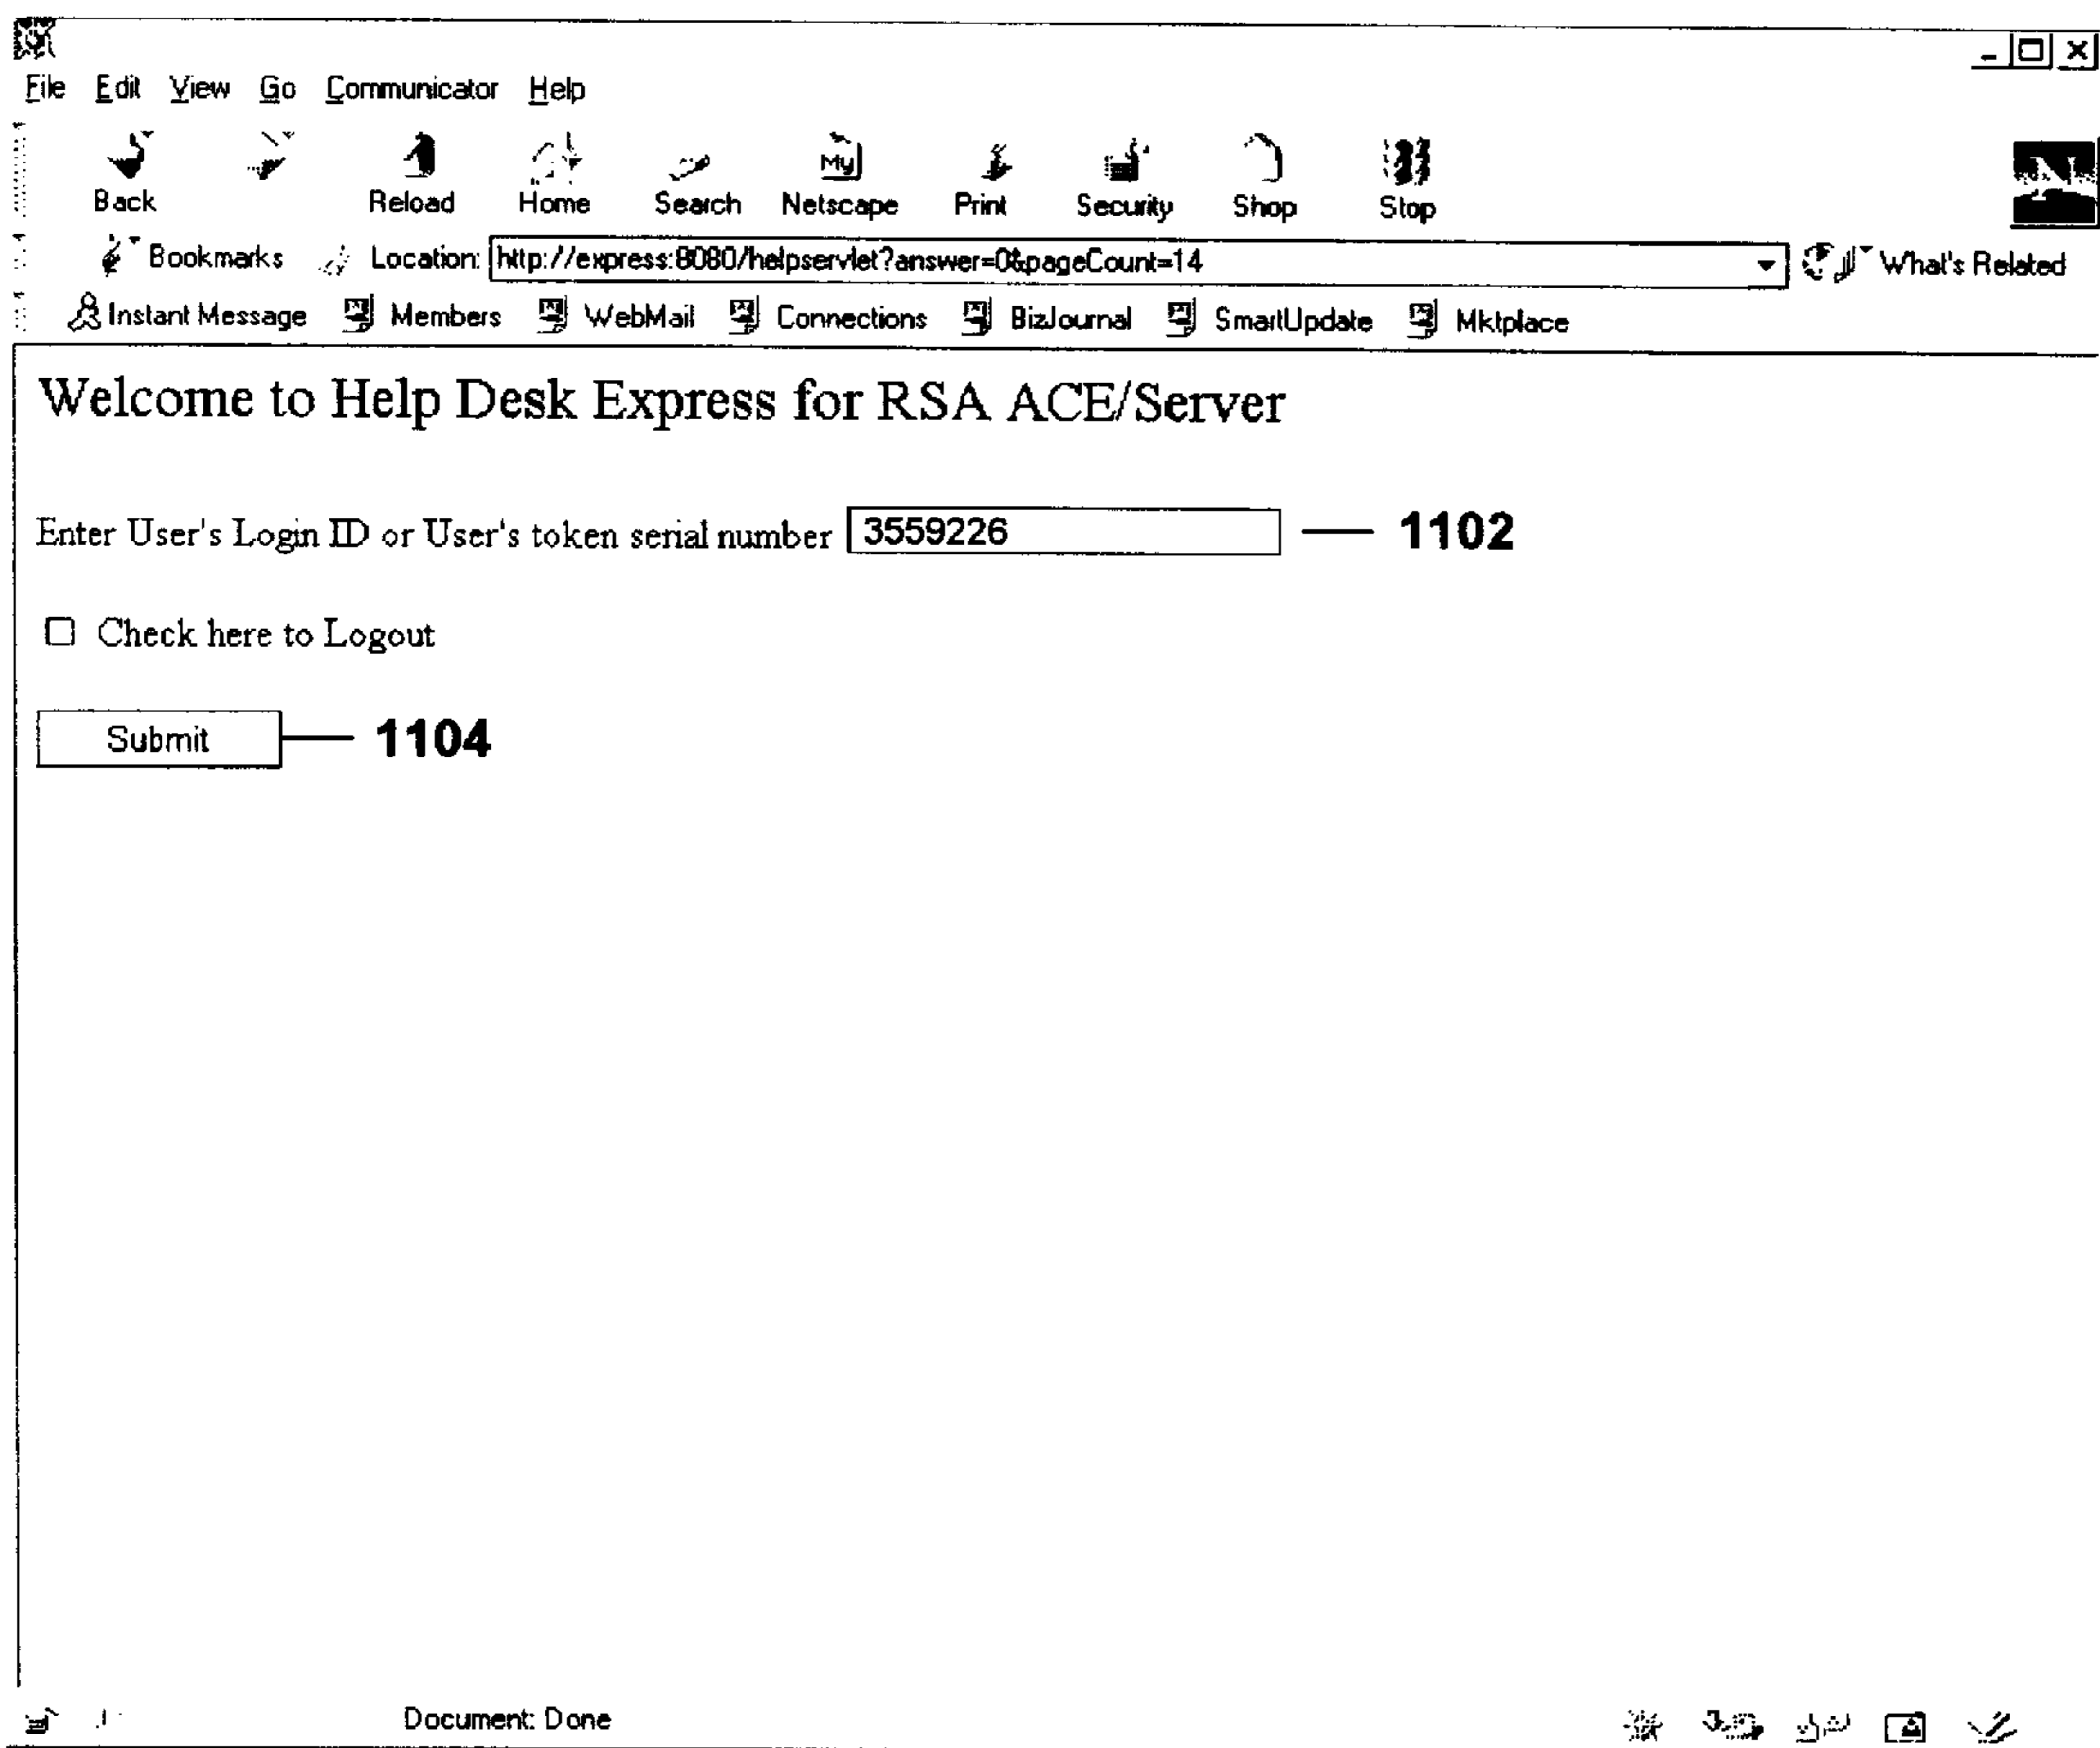 File Edit View Go Communicator Help
My N
Back Reload Home Search Netscape Print Security Shop Stop
Bookmarks Location: http://express:8080/helpservlet?answer=0&pageCount=14 What's Related
Instant Message Members WebMail Connections BizJournal SmartUpdate Mktplace
Welcome to Help Desk Express for RSA ACE/Server
Enter User's Login ID or User's token serial number 3559226 1102
Check here to Logout
Submit 1104
Document: Done